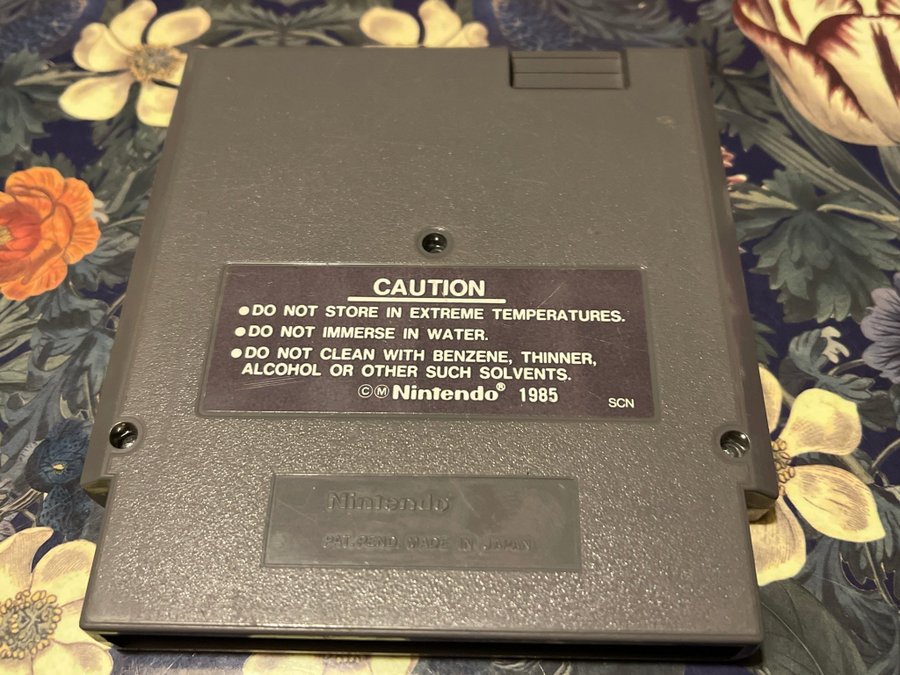 CAUTION
●DO NOT STORE IN EXTREME TEMPERATURES.
●DO NOT IMMERSE IN WATER.
●DO NOT CLEAN WITH BENZENE, THINNER,
ALCOHOL OR OTHER SUCH SOLVENTS.
©Ⓜ Nintendo® 1985
SCN
Nintendo®
PAT. PEND. MADE IN JAPAN